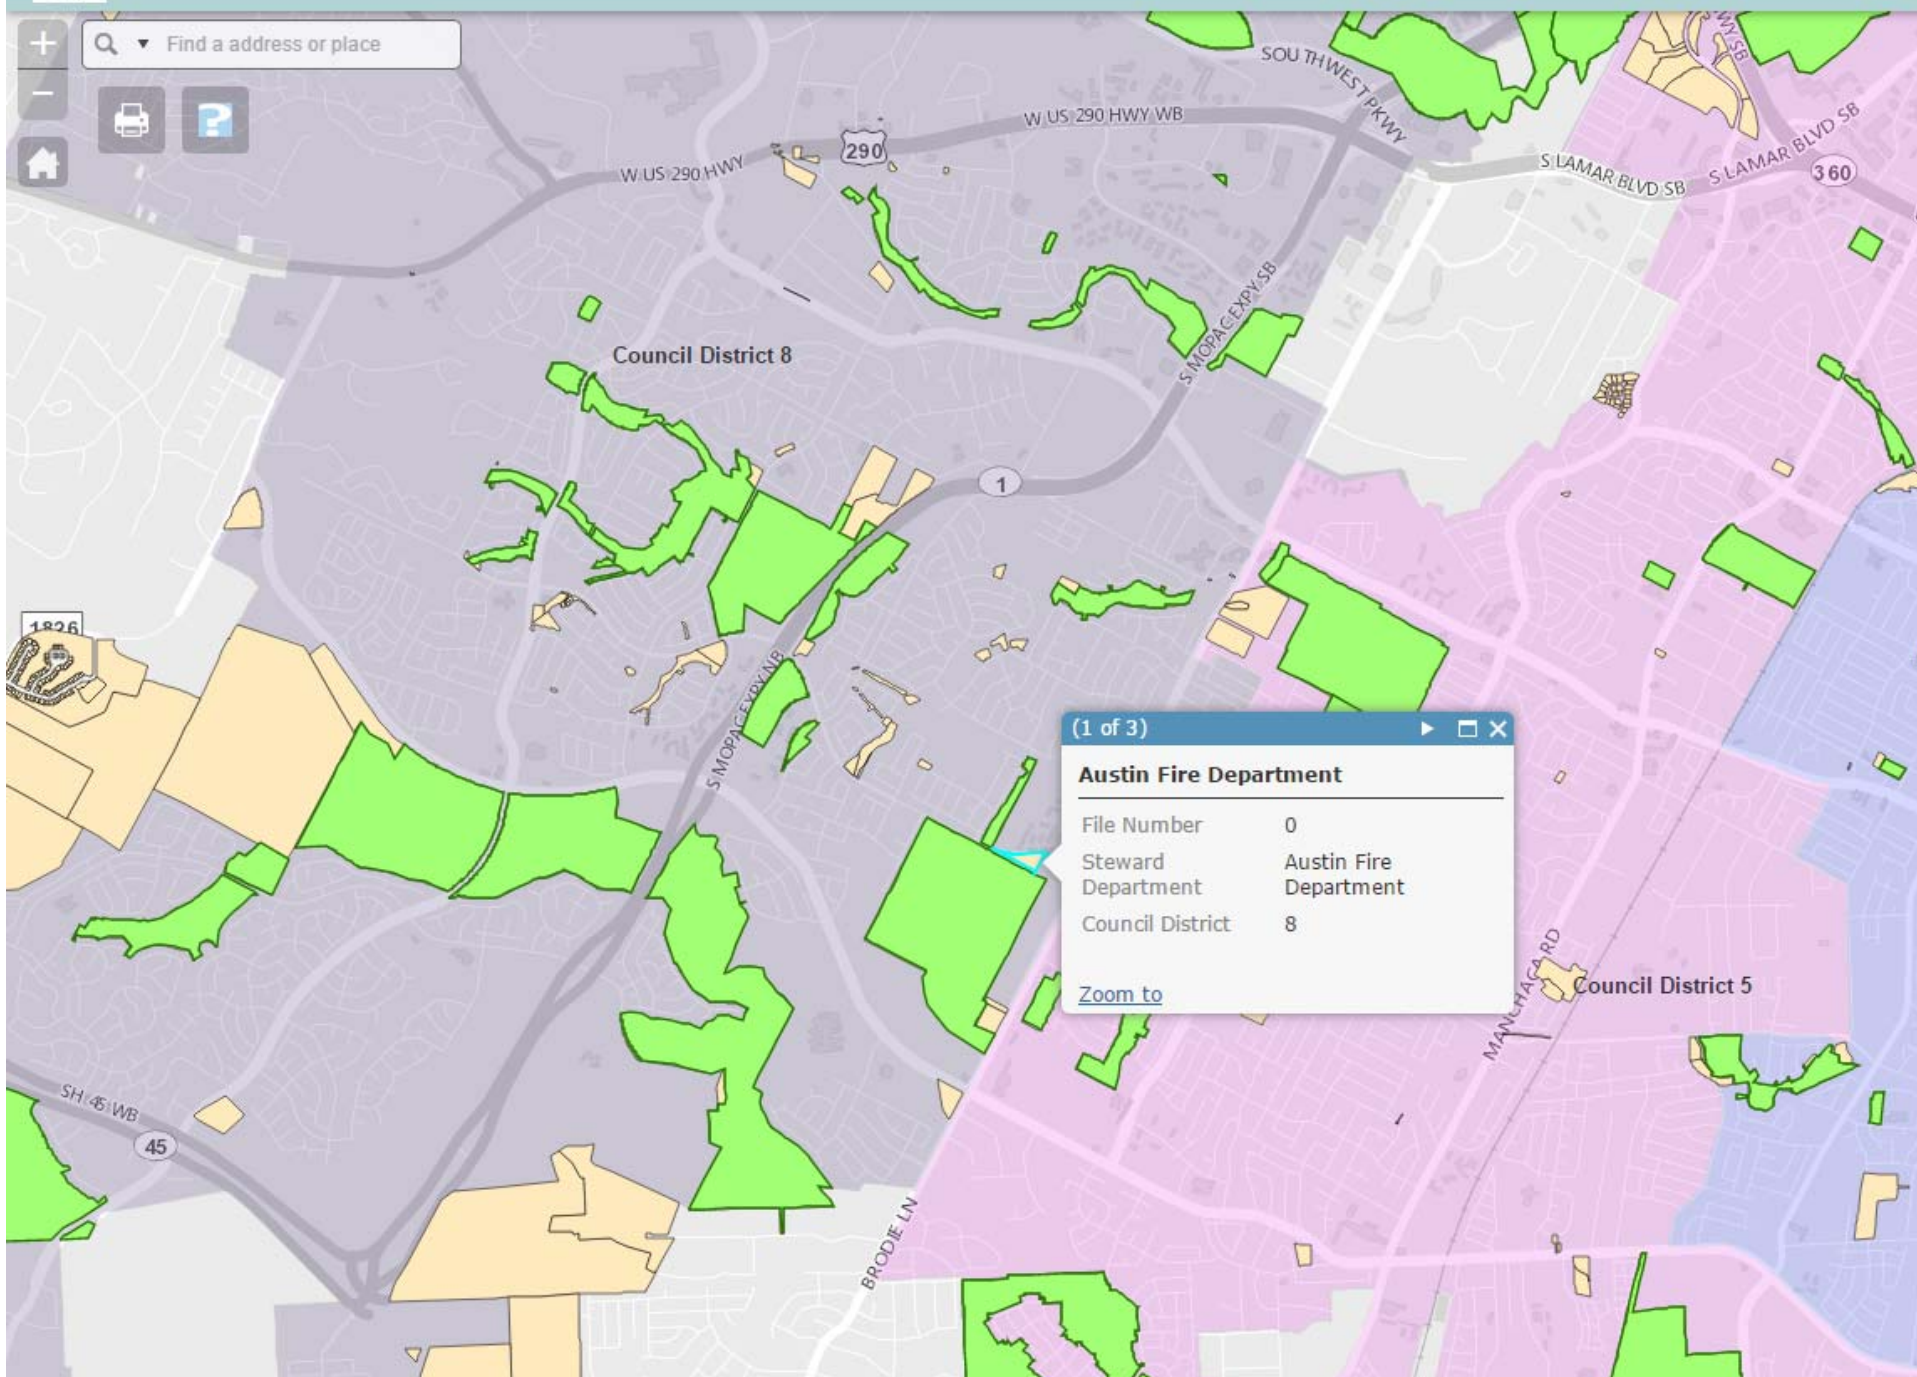 Find a address or place
SOUTHWEST PKWY
WY SB
W US 290 HWY WB
290
W US 290 HWY
S LAMAR BLVD SB
S LAMAR BLVD SB
360
S MOPAC EXPY SB
Council District 8
1
1826
S MOPAC EXPY NB
(1 of 3)
Austin Fire Department
File Number 0
Steward Austin Fire
Department Department
Council District 8
Zoom to
MANCHACA RD
Council District 5
SH 45 WB
45
BRODIE LN